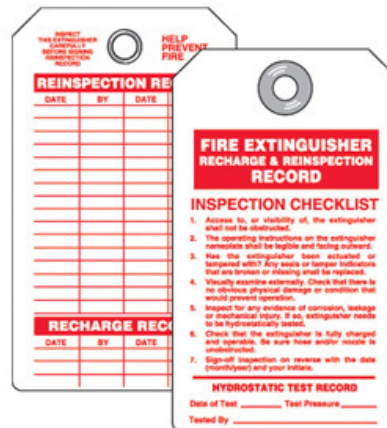 INSPECT
THIS EXTINGUISHER
CAREFULLY
BEFORE SIGNING
REINSPECTION
RECORD
HELP
PREVENT
FIRE
REINSPECTION RE
DATE BY DATE
RECHARGE RECO
DATE BY DATE
FIRE EXTINGUISHER
RECHARGE & REINSPECTION
RECORD
INSPECTION CHECKLIST
1. Access to, or visibility of, the extinguisher
shall not be obstructed.
2. The operating instructions on the extinguisher
nameplate shall be legible and facing outward.
3. Has the extinguisher been actuated or
tampered with? Any seals or tamper indicators
that are broken or missing shall be replaced.
4. Visually examine externally. Check that there is
no obvious physical damage or condition that
would prevent operation.
5. Inspect for any evidence of corrosion, leakage
or mechanical injury. If so, extinguisher needs
to be hydrostatically tested.
6. Check that the extinguisher is fully charged
and operable. Be sure hose and/or nozzle is
unobstructed.
7. Sign-off inspection on reverse with the date
(month/year) and your initials.
HYDROSTATIC TEST RECORD
Date of Test Test Pressure
Tested By